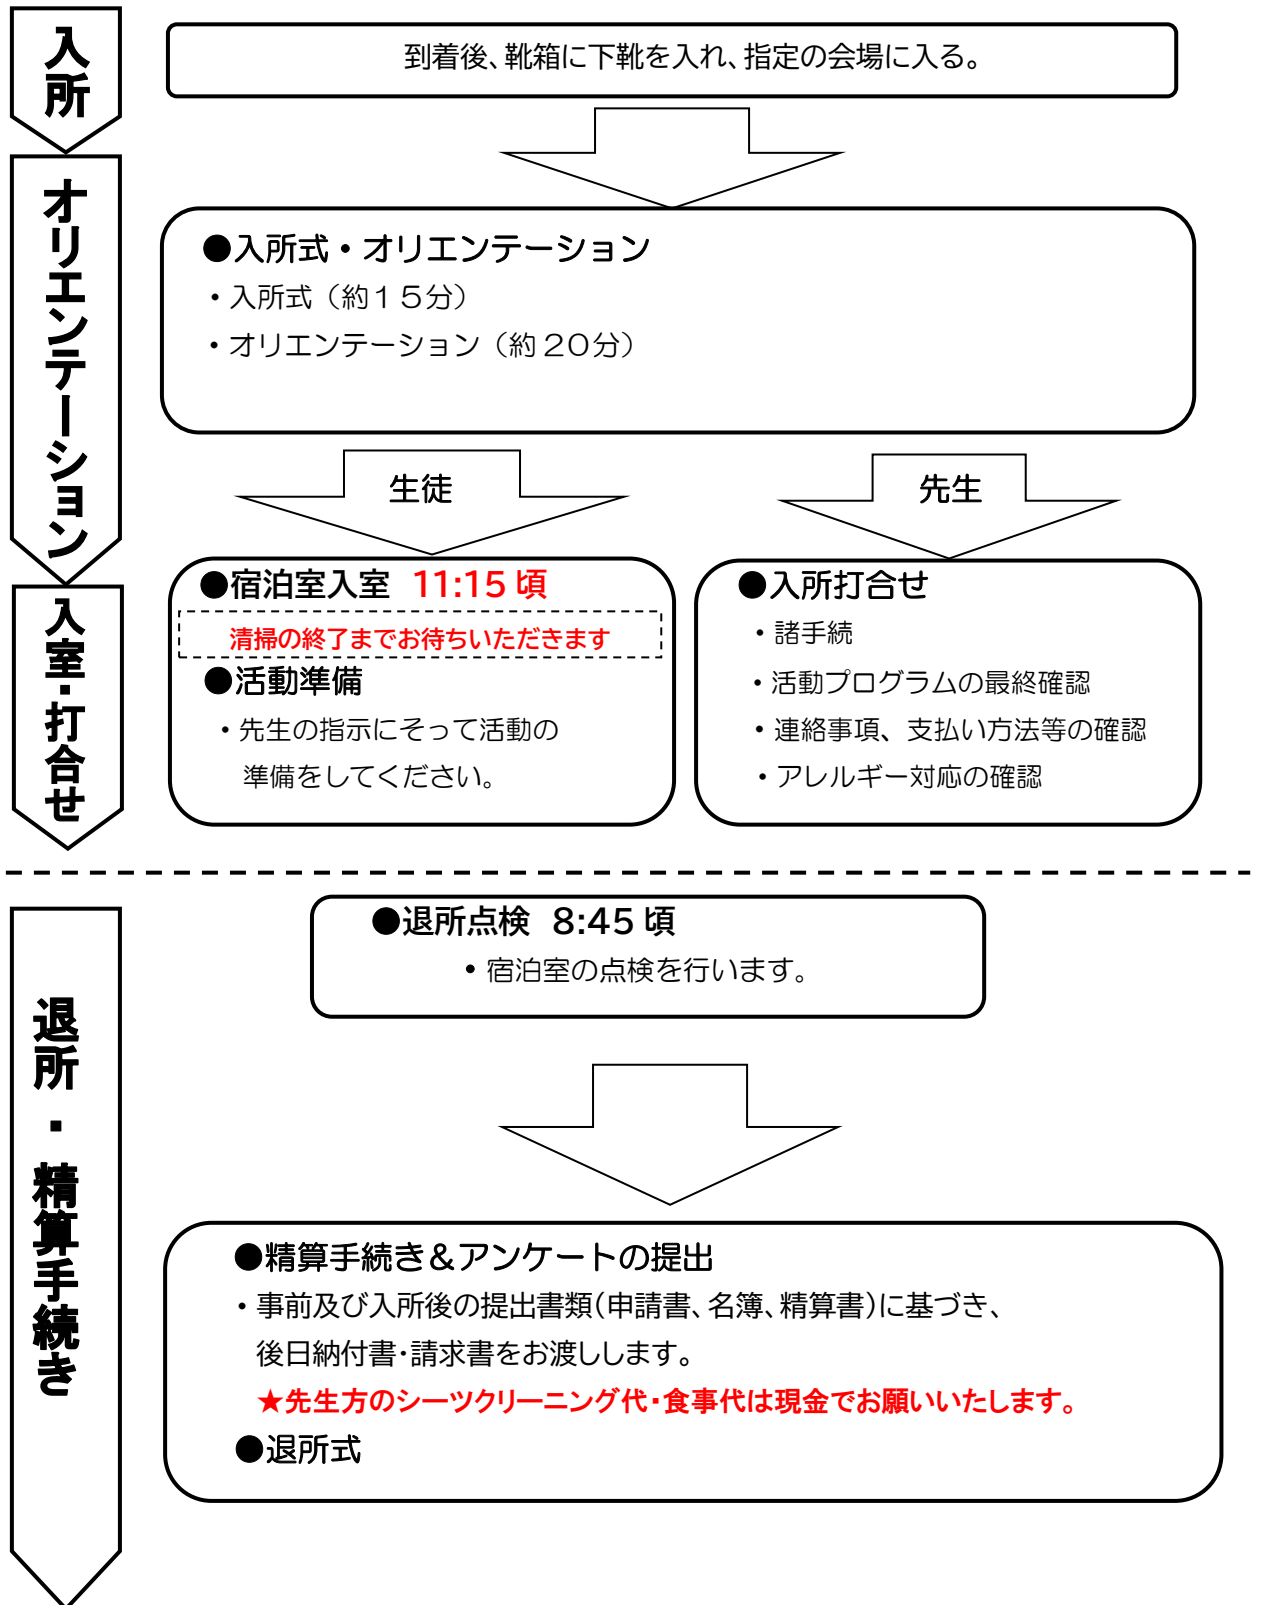 入所
到着後、靴箱に下靴を入れ、指定の会場に入る。
オリエンテーション
●入所式・オリエンテーション
・入所式（約１５分）
・オリエンテーション（約２０分）
生徒
先生
入室・打合せ
●宿泊室入室 11:15 頃
清掃の終了までお待ちいただきます
●活動準備
・先生の指示にそって活動の
準備をしてください。
●入所打合せ
・諸手続
・活動プログラムの最終確認
・連絡事項、支払い方法等の確認
・アレルギー対応の確認
退所・精算手続き
●退所点検 8:45 頃
・宿泊室の点検を行います。
●精算手続き＆アンケートの提出
・事前及び入所後の提出書類（申請書、名簿、精算書）に基づき、
後日納付書・請求書をお渡しします。
★先生方のシーツクリーニング代・食事代は現金でお願いいたします。
●退所式